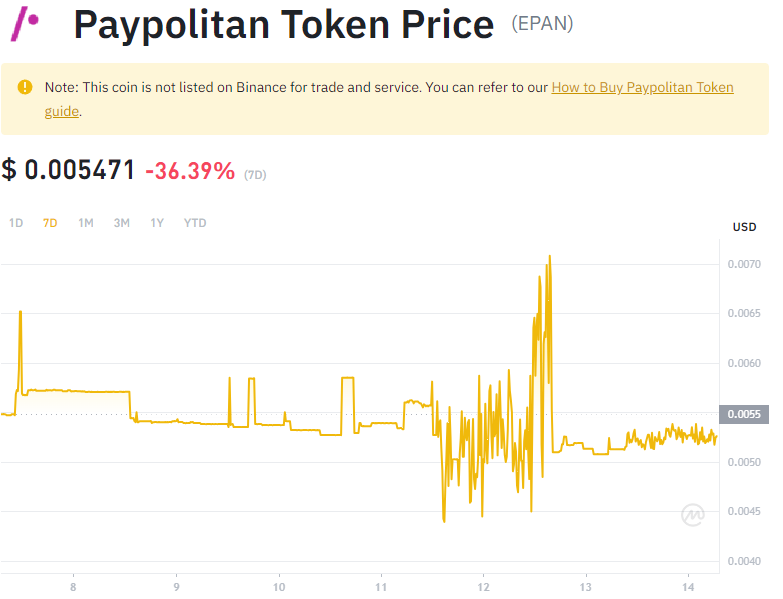 Paypolitan Token Price (EPAN)
Note: This coin is not listed on Binance for trade and service. You can refer to our How to Buy Paypolitan Token
guide.
$ 0.005471 -36.39% (7D)
1D 7D 1M 3M 1Y YTD
USD
0.0070
0.0065
0.0060
0.0055
0.0050
0.0045
0.0040
8 9 10 11 12 13 14